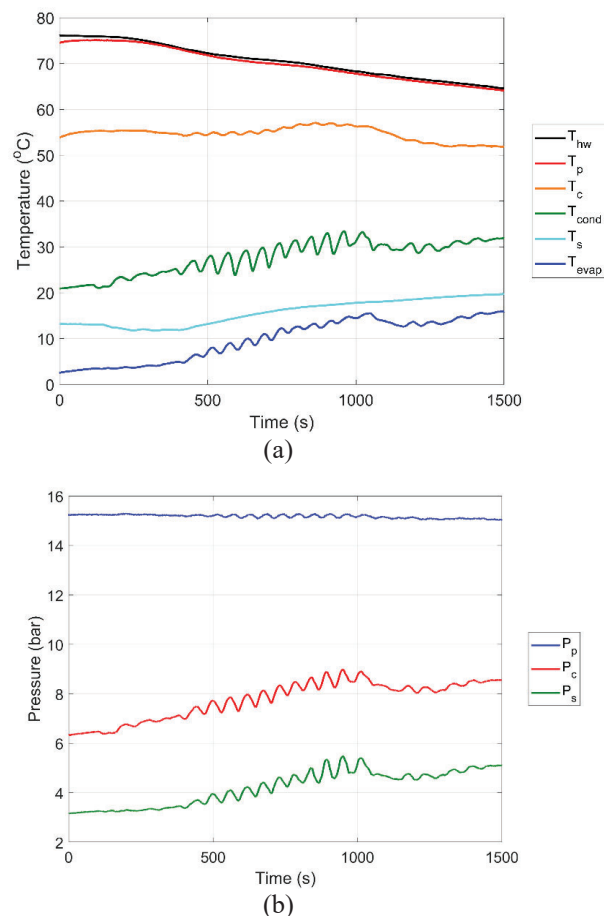 80
70
60
50
40
30
20
10
0
Temperature (°C)
0 500 1000 1500
Time (s)
T_hw
T_p
T_c
T_cond
T_s
T_evap
(a)
16
14
12
10
8
6
4
2
Pressure (bar)
0 500 1000 1500
Time (s)
P_p
P_c
P_s
(b)